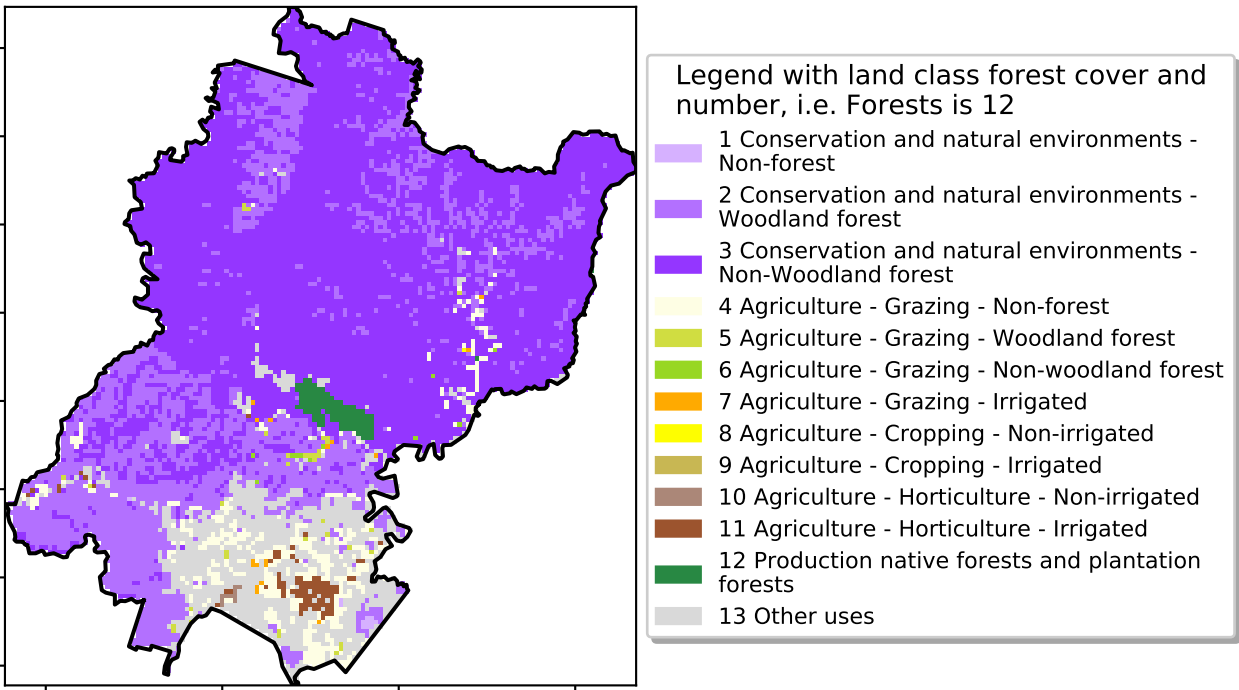 Legend with land class forest cover and
number, i.e. Forests is 12
1 Conservation and natural environments -
Non-forest
2 Conservation and natural environments -
Woodland forest
3 Conservation and natural environments -
Non-Woodland forest
4 Agriculture - Grazing - Non-forest
5 Agriculture - Grazing - Woodland forest
6 Agriculture - Grazing - Non-woodland forest
7 Agriculture - Grazing - Irrigated
8 Agriculture - Cropping - Non-irrigated
9 Agriculture - Cropping - Irrigated
10 Agriculture - Horticulture - Non-irrigated
11 Agriculture - Horticulture - Irrigated
12 Production native forests and plantation
forests
13 Other uses